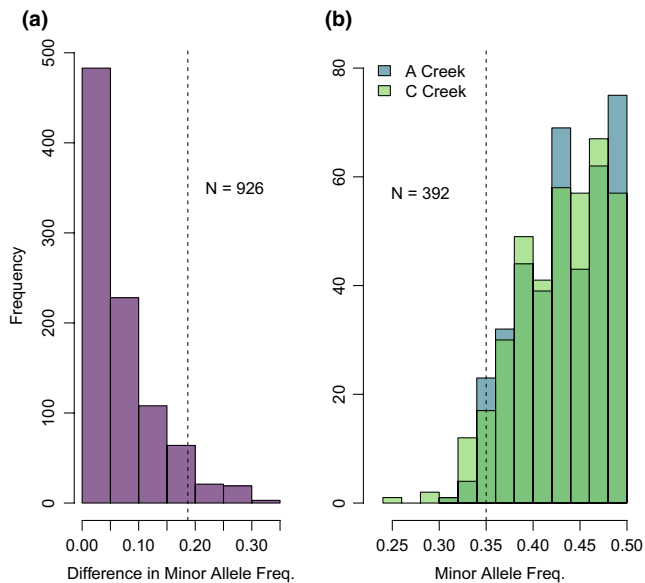 (a)
(b)
500
400
300
200
100
0
Frequency
N = 926
0.00 0.10 0.20 0.30
Difference in Minor Allele Freq.
80
60
40
20
0
A Creek
C Creek
N = 392
0.25 0.30 0.35 0.40 0.45 0.50
Minor Allele Freq.